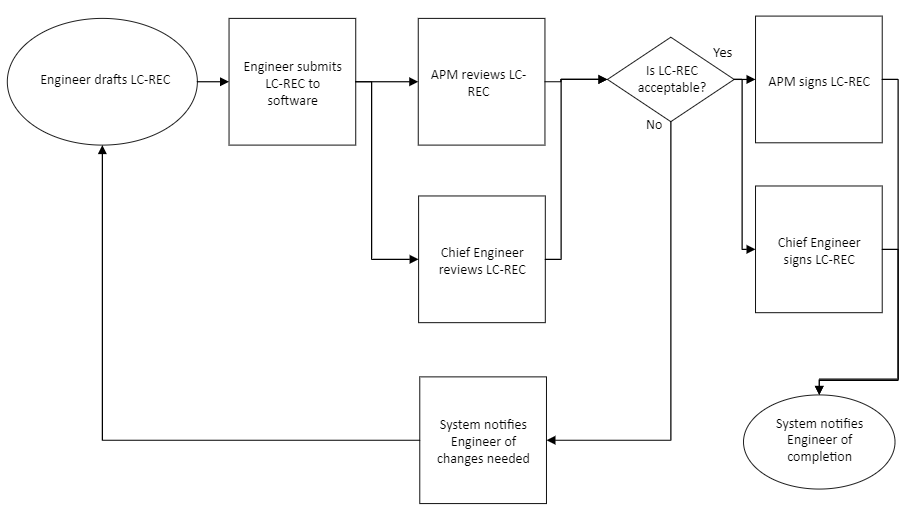 Engineer drafts LC-REC
Engineer submits
LC-REC to
software
APM reviews LC-
REC
Is LC-REC
acceptable?
Yes
No
APM signs LC-REC
Chief Engineer
reviews LC-REC
Chief Engineer
signs LC-REC
System notifies
Engineer of
changes needed
System notifies
Engineer of
completion